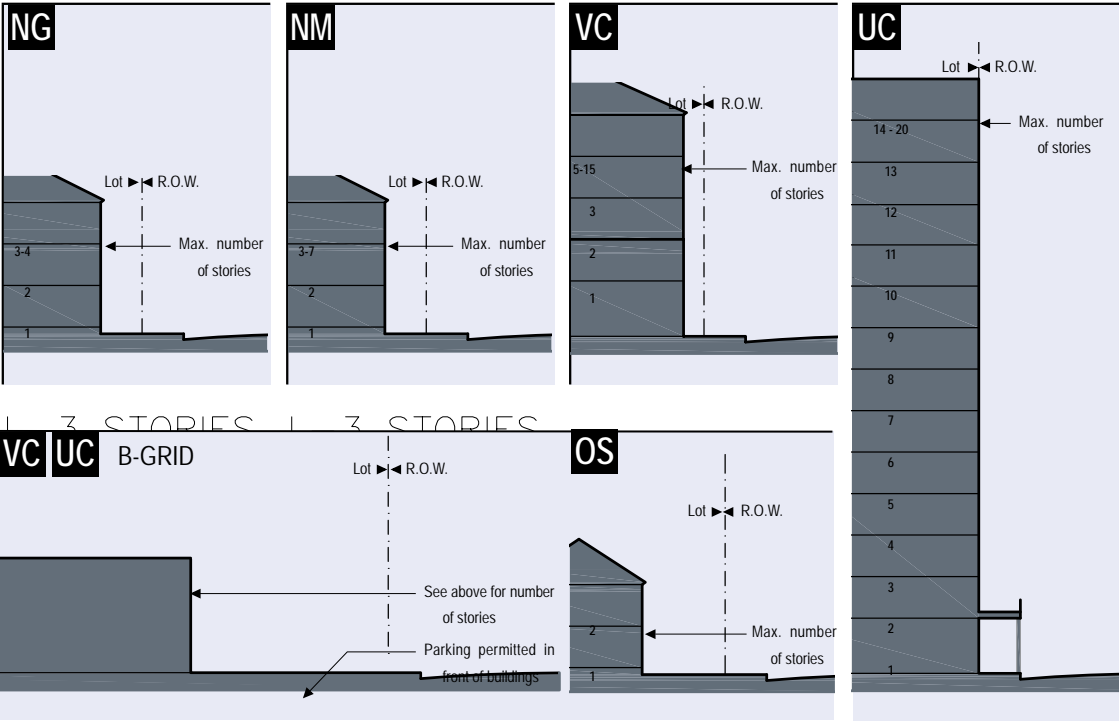 NG
Lot R.O.W.
Max. number
of stories
3-4
2
1
NM
Lot R.O.W.
Max. number
of stories
3-7
2
1
VC
Lot R.O.W.
Max. number
of stories
5-15
3
2
1
UC
Lot R.O.W.
Max. number
of stories
14 - 20
13
12
11
10
9
8
7
6
5
4
3
2
1
3 STORIES 3 STORIES
VC UC B-GRID
Lot R.O.W.
See above for number
of stories
Parking permitted in
front of buildings
OS
Lot R.O.W.
Max. number
of stories
2
1